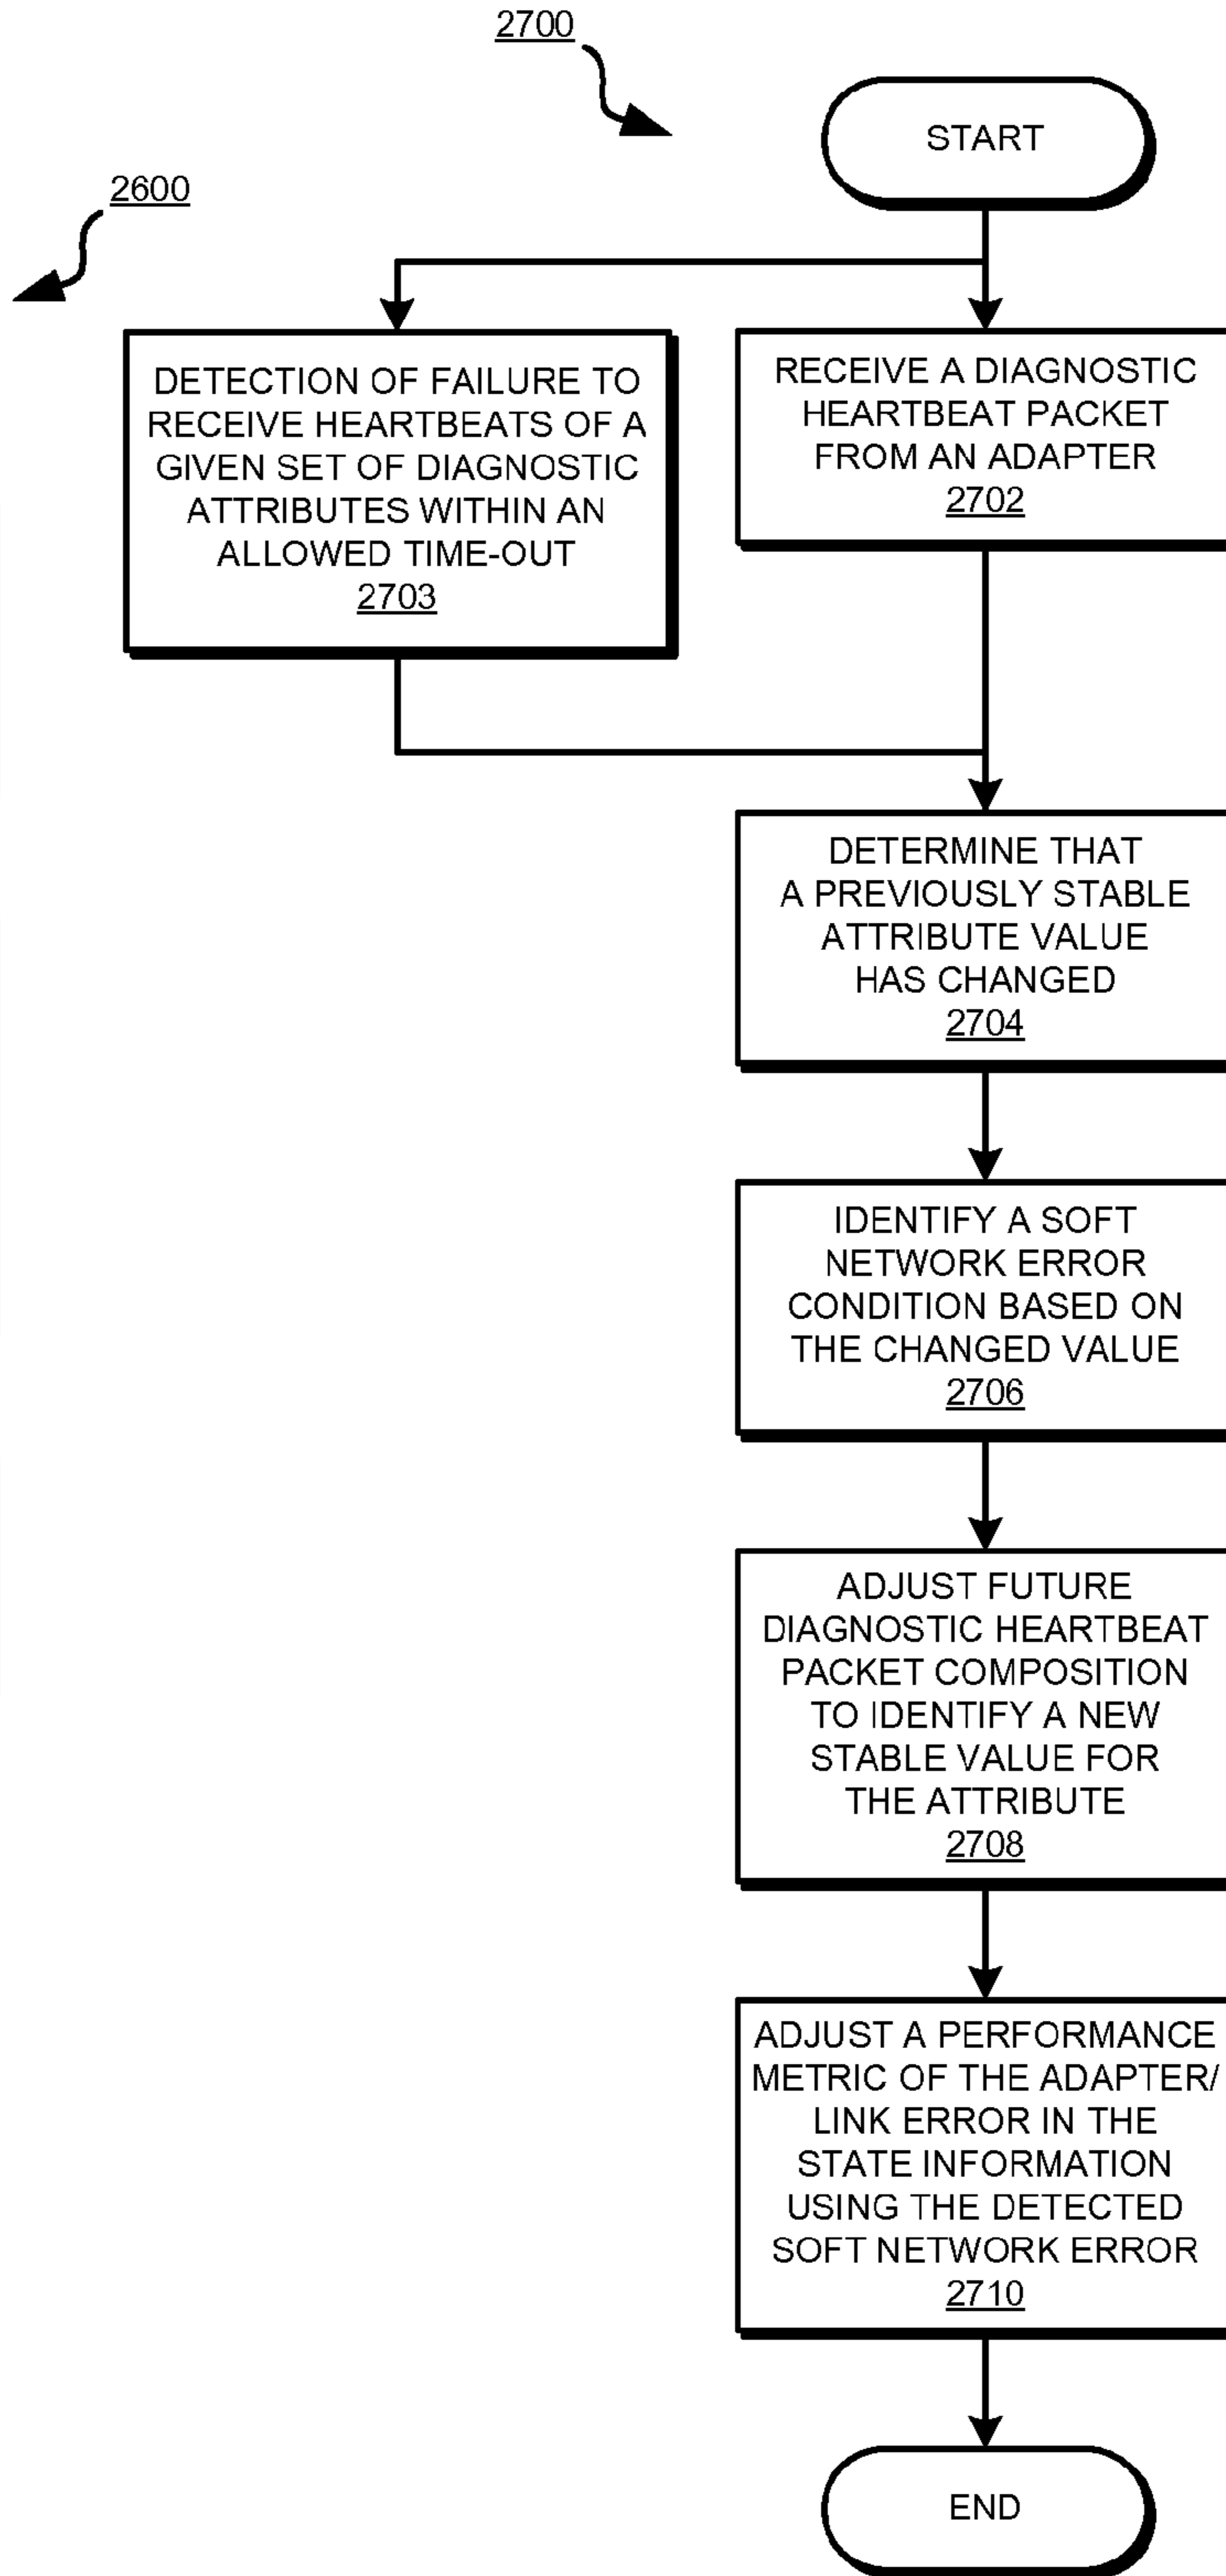 2700
START
2600
DETECTION OF FAILURE TO
RECEIVE HEARTBEATS OF A
GIVEN SET OF DIAGNOSTIC
ATTRIBUTES WITHIN AN
ALLOWED TIME-OUT
2703
RECEIVE A DIAGNOSTIC
HEARTBEAT PACKET
FROM AN ADAPTER
2702
DETERMINE THAT
A PREVIOUSLY STABLE
ATTRIBUTE VALUE
HAS CHANGED
2704
IDENTIFY A SOFT
NETWORK ERROR
CONDITION BASED ON
THE CHANGED VALUE
2706
ADJUST FUTURE
DIAGNOSTIC HEARTBEAT
PACKET COMPOSITION
TO IDENTIFY A NEW
STABLE VALUE FOR
THE ATTRIBUTE
2708
ADJUST A PERFORMANCE
METRIC OF THE ADAPTER/
LINK ERROR IN THE
STATE INFORMATION
USING THE DETECTED
SOFT NETWORK ERROR
2710
END